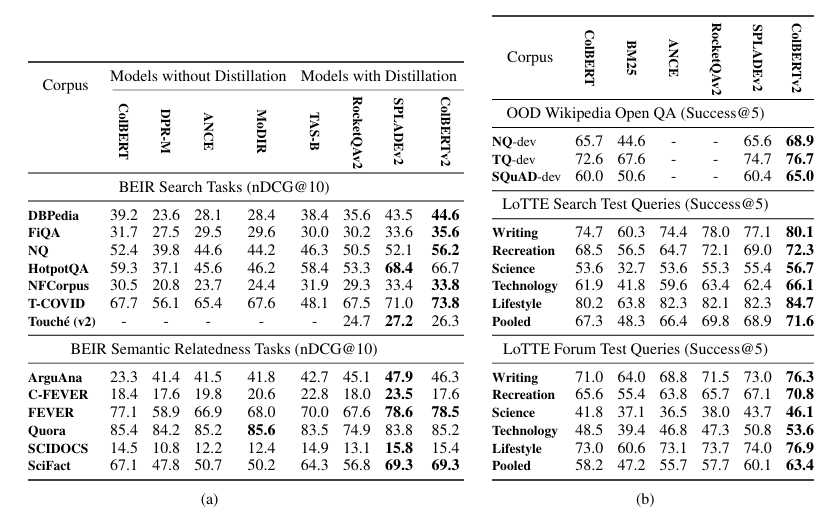 Corpus Models without Distillation Models with Distillation
ColBERT DPR-M ANCE MoDIR TAS-B RocketQAv2 SPLADEv2 ColBERTv2
BEIR Search Tasks (nDCG@10)
DBPedia 39.2 23.6 28.1 28.4 38.4 35.6 43.5 44.6
FiQA 31.7 27.5 29.5 29.6 30.0 30.2 33.6 35.6
NQ 52.4 39.8 44.6 44.2 46.3 50.5 52.1 56.2
HotpotQA 59.3 37.1 45.6 46.2 58.4 53.3 68.4 66.7
NFCorpus 30.5 20.8 23.7 24.4 31.9 29.3 33.4 33.8
T-COVID 67.7 56.1 65.4 67.6 48.1 67.5 71.0 73.8
Touché (v2) - - - - - 24.7 27.2 26.3
BEIR Semantic Relatedness Tasks (nDCG@10)
ArguAna 23.3 41.4 41.5 41.8 42.7 45.1 47.9 46.3
C-FEVER 18.4 17.6 19.8 20.6 22.8 18.0 23.5 17.6
FEVER 77.1 58.9 66.9 68.0 70.0 67.6 78.6 78.5
Quora 85.4 84.2 85.2 85.6 83.5 74.9 83.8 85.2
SCIDOCS 14.5 10.8 12.2 12.4 14.9 13.1 15.8 15.4
SciFact 67.1 47.8 50.7 50.2 64.3 56.8 69.3 69.3
(a)
Corpus ColBERT BM25 ANCE RocketQAv2 SPLADEv2 ColBERTv2
OOD Wikipedia Open QA (Success@5)
NQ-dev 65.7 44.6 - - 65.6 68.9
TQ-dev 72.6 67.6 - - 74.7 76.7
SQuAD-dev 60.0 50.6 - - 60.4 65.0
LoTTE Search Test Queries (Success@5)
Writing 74.7 60.3 74.4 78.0 77.1 80.1
Recreation 68.5 56.5 64.7 72.1 69.0 72.3
Science 53.6 32.7 53.6 55.3 55.4 56.7
Technology 61.9 41.8 59.6 63.4 62.4 66.1
Lifestyle 80.2 63.8 82.3 82.1 82.3 84.7
Pooled 67.3 48.3 66.4 69.8 68.9 71.6
LoTTE Forum Test Queries (Success@5)
Writing 71.0 64.0 68.8 71.5 73.0 76.3
Recreation 65.6 55.4 63.8 65.7 67.1 70.8
Science 41.8 37.1 36.5 38.0 43.7 46.1
Technology 48.5 39.4 46.8 47.3 50.8 53.6
Lifestyle 73.0 60.6 73.1 73.7 74.0 76.9
Pooled 58.2 47.2 55.7 57.7 60.1 63.4
(b)